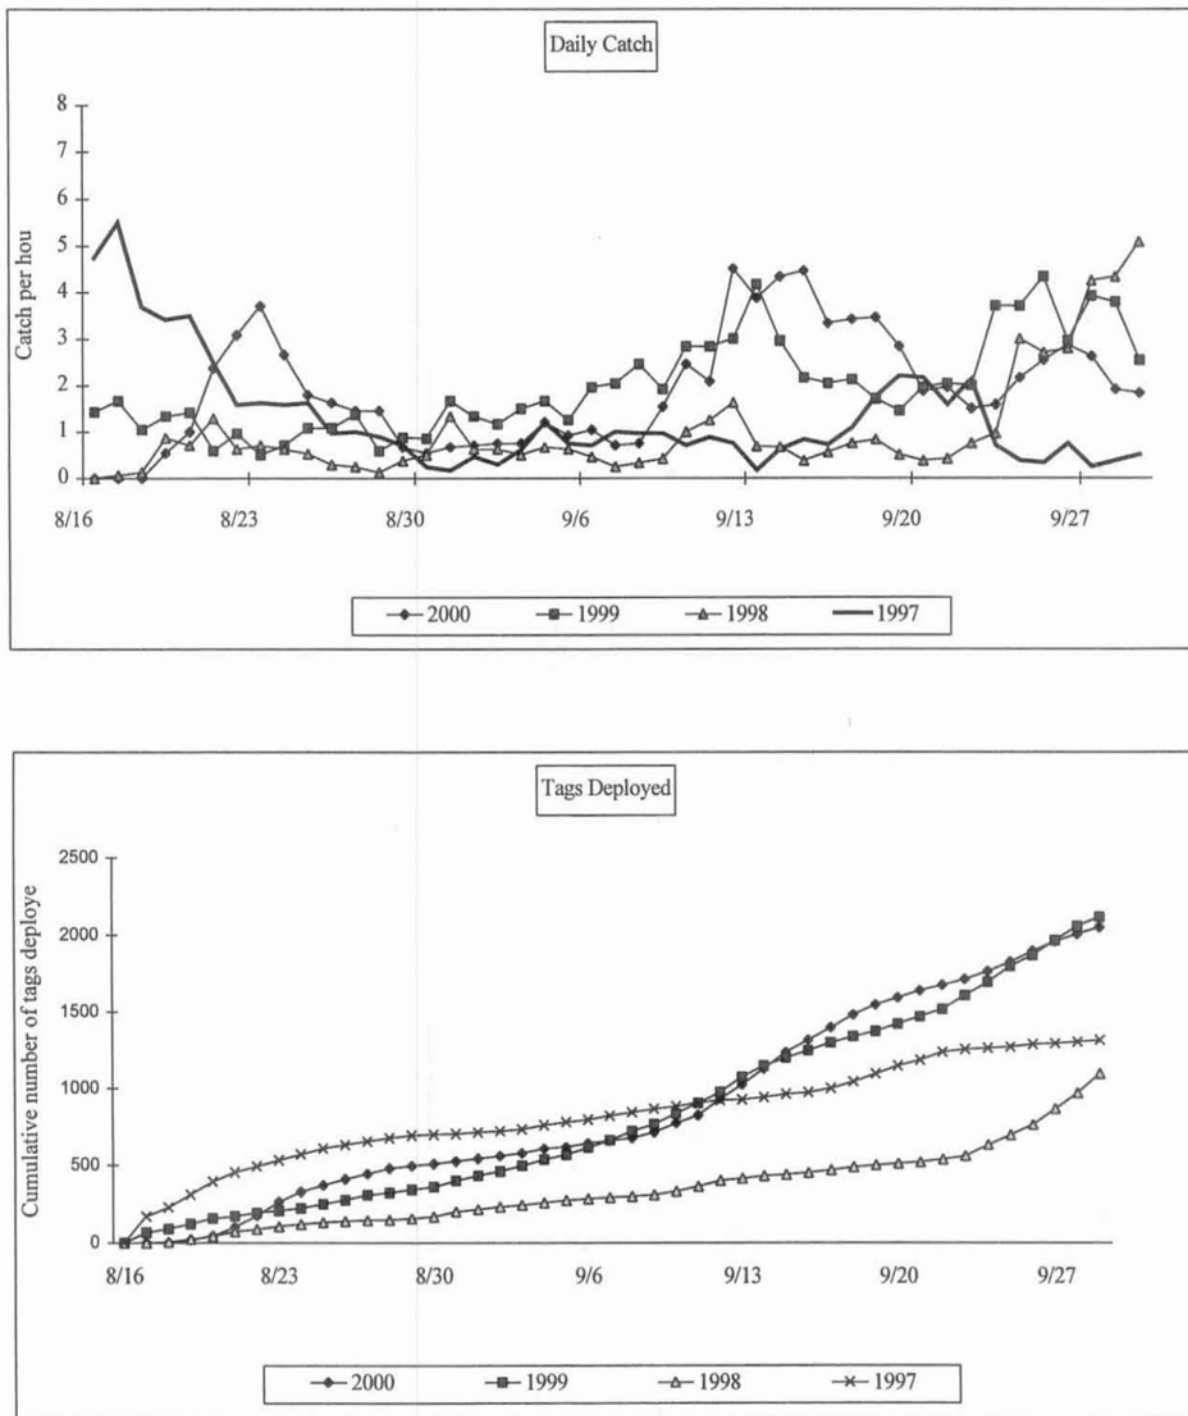 Daily Catch
Catch per hou
8
7
6
5
4
3
2
1
0
8/16 8/23 8/30 9/6 9/13 9/20 9/27
2000 1999 1998 1997
Tags Deployed
Cumulative number of tags deploye
2500
2000
1500
1000
500
0
8/16 8/23 8/30 9/6 9/13 9/20 9/27
2000 1999 1998 1997